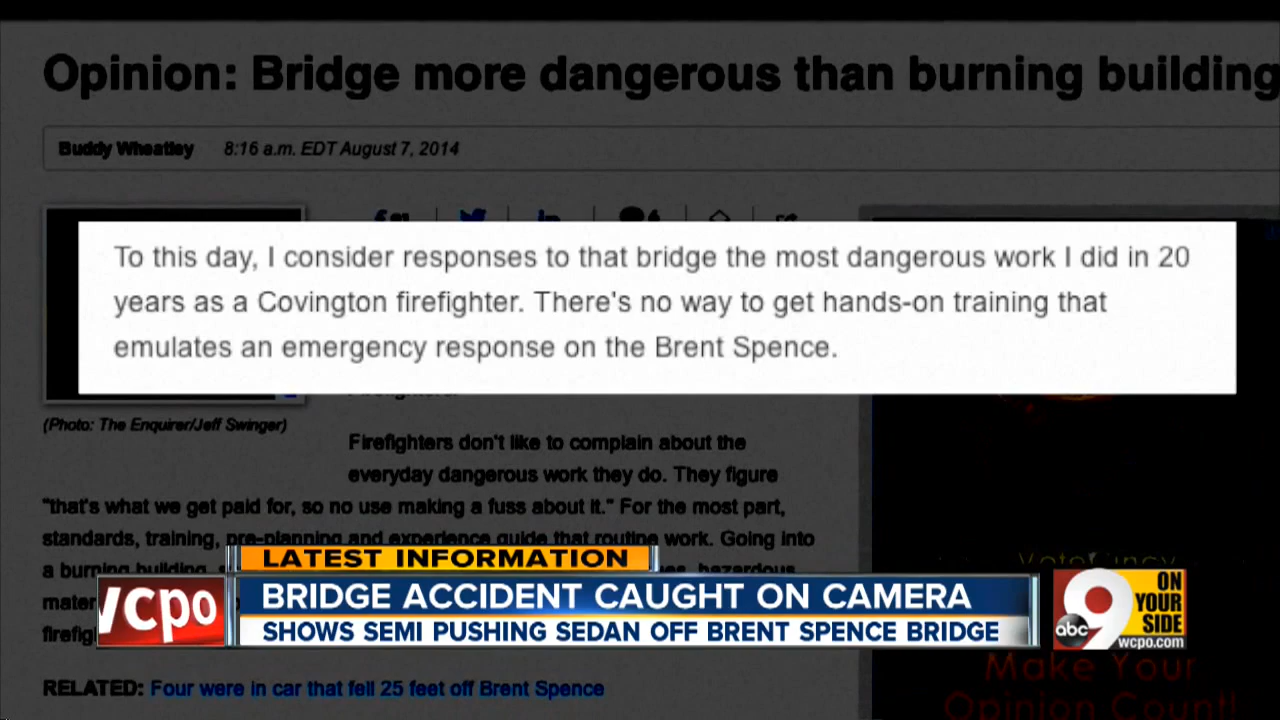 Opinion: Bridge more dangerous than burning building
Buddy Wheatley 8:16 a.m. EDT August 7, 2014
To this day, I consider responses to that bridge the most dangerous work I did in 20
years as a Covington firefighter. There's no way to get hands-on training that
emulates an emergency response on the Brent Spence.
(Photo: The Enquirer/Jeff Swinger)
Firefighters don't like to complain about the
everyday dangerous work they do. They figure
"that's what we get paid for, so no use making a fuss about it." For the most part,
standards, training, pre-planning and experience guide that routine work. Going into
a burning building,
hazardous
LATEST INFORMATION
BRIDGE ACCIDENT CAUGHT ON CAMERA
SHOWS SEMI PUSHING SEDAN OFF BRENT SPENCE BRIDGE
vcpo
abc 9 ON YOUR SIDE
wcpo.com
RELATED: Four were in car that fell 25 feet off Brent Spence
Make Your
Opinion Count!